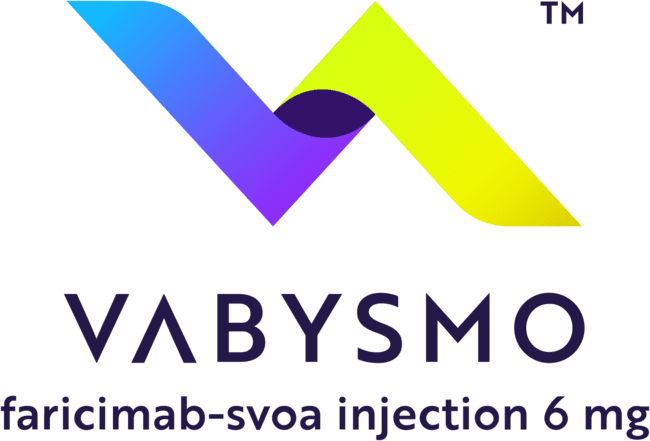 TM
VABYSMO
faricimab-svoa injection 6 mg